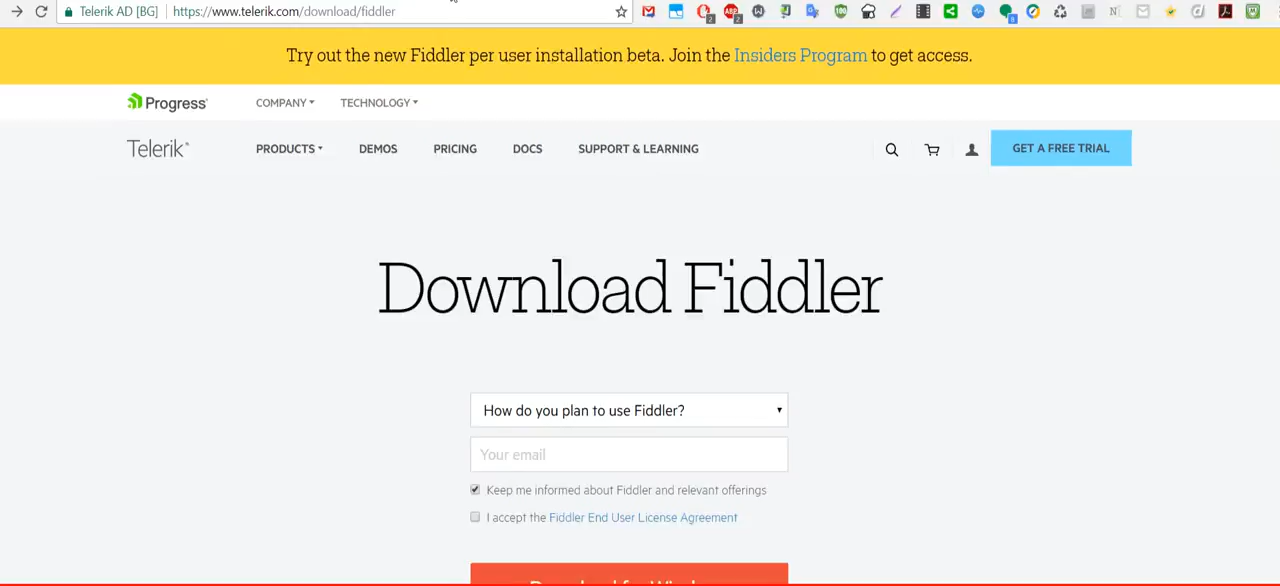 Telerik AD [BG] https://www.telerik.com/download/fiddler
Try out the new Fiddler per user installation beta. Join the Insiders Program to get access.
Progress
COMPANY TECHNOLOGY
Telerik
PRODUCTS DEMOS PRICING DOCS SUPPORT & LEARNING GET A FREE TRIAL
Download Fiddler
How do you plan to use Fiddler?
Your email
Keep me informed about Fiddler and relevant offerings
I accept the Fiddler End User License Agreement